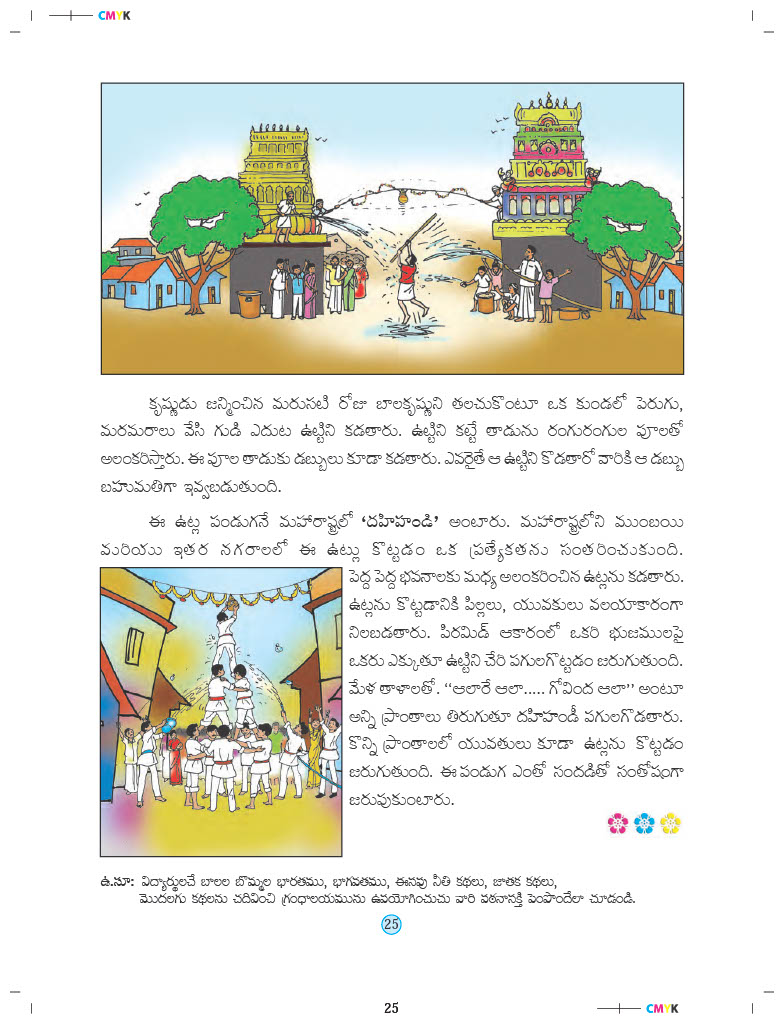 CMYK
కృష్ణుడు జన్మించిన మరుసటి రోజు బాలకృష్ణుని తలచుకొంటూ ఒక కుండలో పెరుగు,
మరమరాలు వేసి గుడి ఎదుట ఉట్టిని కడతారు. ఉట్టిని కట్టే తాడును రంగురంగుల పూలతో
అలంకరిస్తారు. ఈ పూల తాడుకు డబ్బులు కూడా కడతారు. ఎవరైతే ఆ ఉట్టిని కొడతారో వారికి ఆ డబ్బు
బహుమతిగా ఇవ్వబడుతుంది.
ఈ ఉట్ల పండుగనే మహారాష్ట్రలో ‘దహిహండి’ అంటారు. మహారాష్ట్రలోని ముంబయి
మరియు ఇతర నగరాలలో ఈ ఉట్లు కొట్టడం ఒక ప్రత్యేకతను సంతరించుకుంది.
పెద్ద పెద్ద భవనాలకు మధ్య అలంకరించిన ఉట్లను కడతారు.
ఉట్లను కొట్టడానికి పిల్లలు, యువకులు వలయాకారంగా
నిలబడతారు. పిరమిడ్ ఆకారంలో ఒకరి భుజములపై
ఒకరు ఎక్కుతూ ఉట్టిని చేరి పగులగొట్టడం జరుగుతుంది.
మేళ తాళాలతో. “ఆలారే ఆలా..... గోవింద ఆలా” అంటూ
అన్ని ప్రాంతాలు తిరుగుతూ దహిహండీ పగులగొడతారు.
కొన్ని ప్రాంతాలలో యువతులు కూడా ఉట్లను కొట్టడం
జరుగుతుంది. ఈ పండుగ ఎంతో సందడితో సంతోషంగా
జరుపుకుంటారు.
ఉ.సూ: విద్యార్థులచే బాలల బొమ్మల భారతము, భాగవతము, ఈసపు నీతి కథలు, జాతక కథలు,
మొదలగు కథలను చదివించి గ్రంధాలయమును ఉపయోగించుచు వారి పఠనాసక్తి పెంపొందేలా చూడండి.
25
25
CMYK